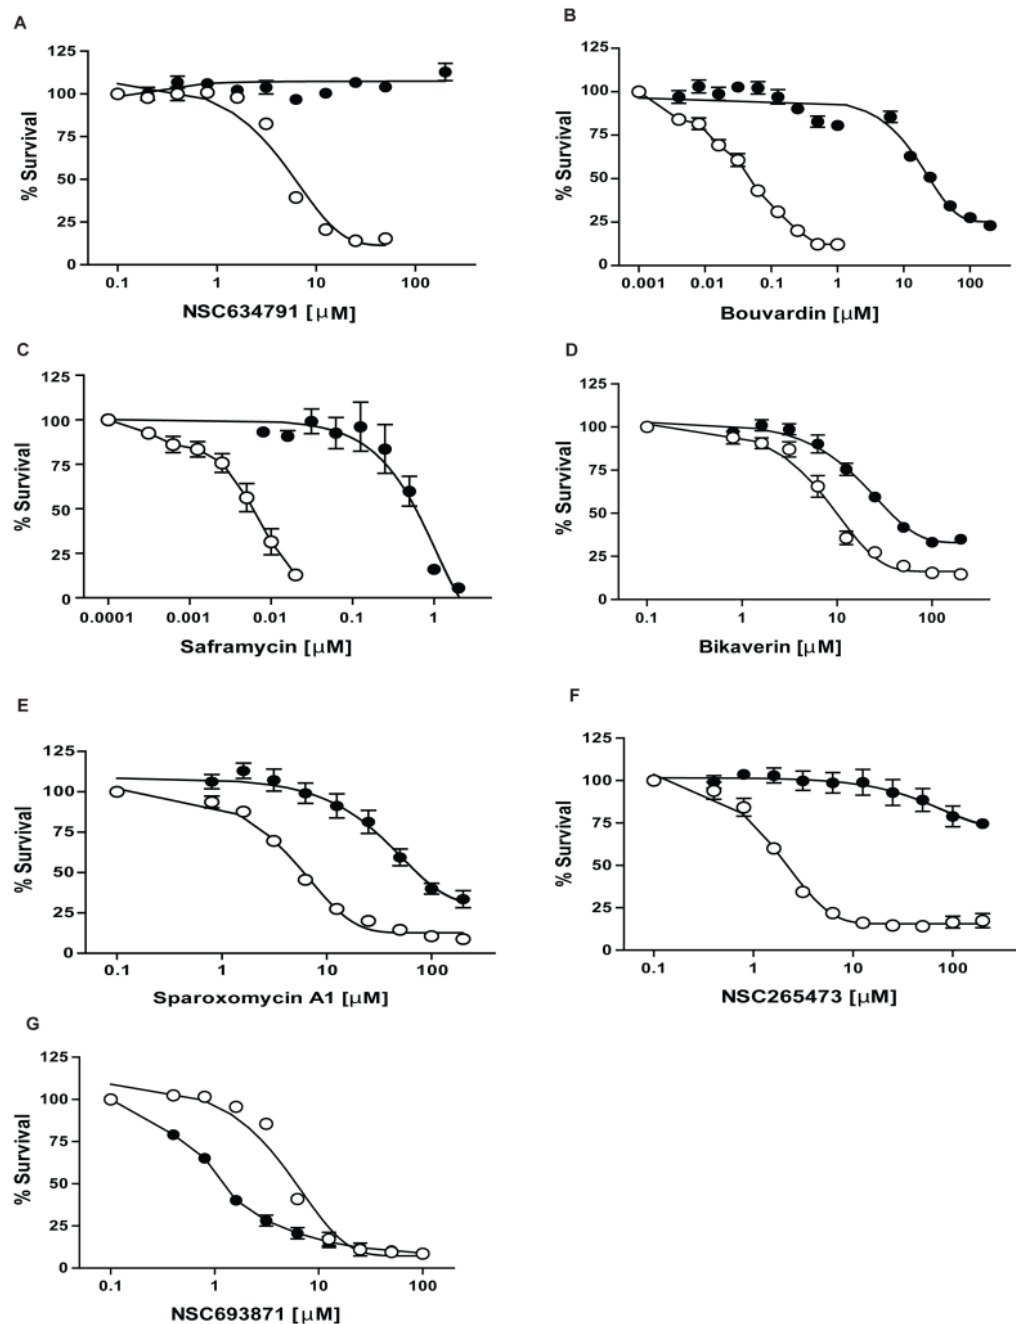 A
125
100
75
50
25
0
% Survival
0.1 1 10 100
NSC634791 [μM]
B
125
100
75
50
25
0
% Survival
0.001 0.01 0.1 1 10 100
Bouvardin [μM]
C
125
100
75
50
25
0
% Survival
0.0001 0.001 0.01 0.1 1
Saframycin [μM]
D
125
100
75
50
25
0
% Survival
0.1 1 10 100
Bikaverin [μM]
E
125
100
75
50
25
0
% Survival
0.1 1 10 100
Sparoxomycin A1 [μM]
F
125
100
75
50
25
0
% Survival
0.1 1 10 100
NSC265473 [μM]
G
125
100
75
50
25
0
% Survival
0.1 1 10 100
NSC693871 [μM]